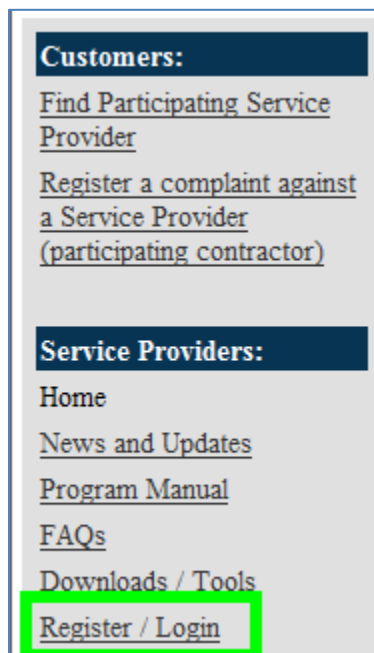 Customers:
Find Participating Service
Provider
Register a complaint against
a Service Provider
(participating contractor)
Service Providers:
Home
News and Updates
Program Manual
FAQs
Downloads / Tools
Register / Login